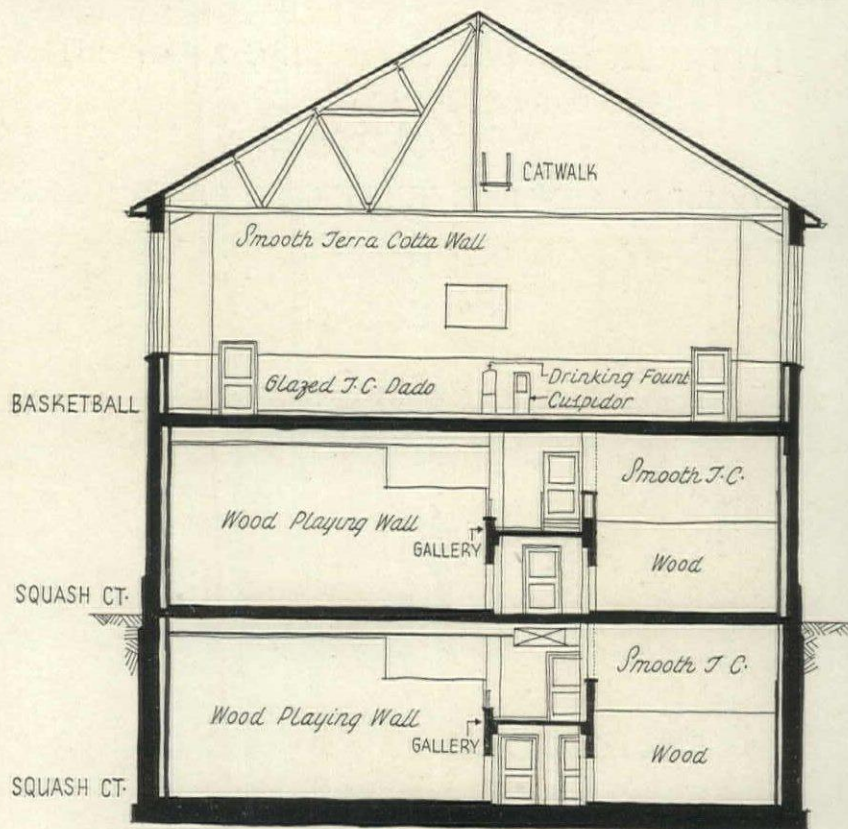 CATWALK
Smooth Terra Cotta Wall
Glazed T.C. Dado
Drinking Fount
Cuspidor
BASKETBALL
Smooth T.C.
Wood Playing Wall
GALLERY
Wood
SQUASH CT.
Smooth T C.
Wood Playing Wall
GALLERY
Wood
SQUASH CT.